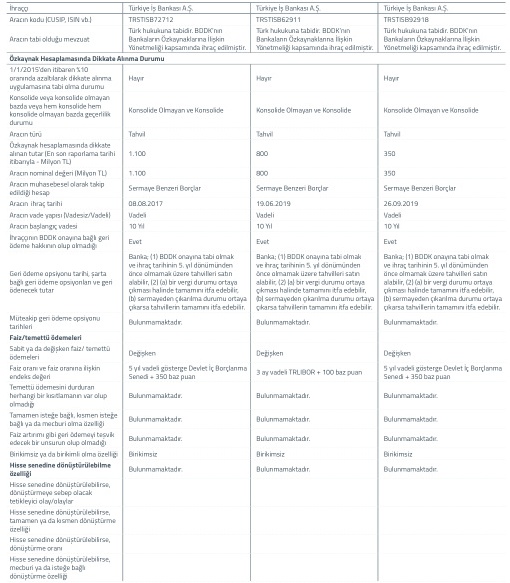 İhraççı Türkiye İş Bankası A.Ş. Türkiye İş Bankası A.Ş. Türkiye İş Bankası A.Ş.
Aracın kodu (CUSIP, ISIN vb.) TRSTISB72712 TRSTISB62911 TRSTISB92918
Aracın tabi olduğu mevzuat Türk hukukuna tabidir. BDDK'nın Bankaların Özkaynaklarına İlişkin Yönetmeliği kapsamında ihraç edilmiştir. Türk hukukuna tabidir. BDDK'nın Bankaların Özkaynaklarına İlişkin Yönetmeliği kapsamında ihraç edilmiştir. Türk hukukuna tabidir. BDDK'nın Bankaların Özkaynaklarına İlişkin Yönetmeliği kapsamında ihraç edilmiştir.
Özkaynak Hesaplamasında Dikkate Alınma Durumu
1/1/2015'den itibaren %10 oranında azaltılarak dikkate alınma uygulamasına tabi olma durumu Hayır Hayır Hayır
Konsolide veya konsolide olmayan bazda veya hem konsolide hem konsolide olmayan bazda geçerlilik durumu Konsolide Olmayan ve Konsolide Konsolide Olmayan ve Konsolide Konsolide Olmayan ve Konsolide
Aracın türü Tahvil Tahvil Tahvil
Özkaynak hesaplamasında dikkate alınan tutar (En son raporlama tarihi itibarıyla - Milyon TL) 1.100 800 350
Aracın nominal değeri (Milyon TL) 1.100 800 350
Aracın muhasebesel olarak takip edildiği hesap Sermaye Benzeri Borçlar Sermaye Benzeri Borçlar Sermaye Benzeri Borçlar
Aracın ihraç tarihi 08.08.2017 19.06.2019 26.09.2019
Aracın vade yapısı (Vadesiz/Vadeli) Vadeli Vadeli Vadeli
Aracın başlangıç vadesi 10 Yıl 10 Yıl 10 Yıl
İhraççının BDDK onayına bağlı geri ödeme hakkının olup olmadığı Evet Evet Evet
Geri ödeme opsiyonu tarihi, şarta bağlı geri ödeme opsiyonları ve geri ödenecek tutar Banka; (1) BDDK onayına tabi olmak ve ihraç tarihinin 5. yıl dönümünden önce olmamak üzere tahvilleri satın alabilir, (2) (a) bir vergi durumu ortaya çıkması halinde tamamını itfa edebilir, (b) sermayeden çıkarılma durumu ortaya çıkarsa tahvillerin tamamını itfa edebilir. Banka; (1) BDDK onayına tabi olmak ve ihraç tarihinin 5. yıl dönümünden önce olmamak üzere tahvilleri satın alabilir, (2) (a) bir vergi durumu ortaya çıkması halinde tamamını itfa edebilir, (b) sermayeden çıkarılma durumu ortaya çıkarsa tahvillerin tamamını itfa edebilir. Banka; (1) BDDK onayına tabi olmak ve ihraç tarihinin 5. yıl dönümünden önce olmamak üzere tahvilleri satın alabilir, (2) (a) bir vergi durumu ortaya çıkması halinde tamamını itfa edebilir, (b) sermayeden çıkarılma durumu ortaya çıkarsa tahvillerin tamamını itfa edebilir.
Müteakip geri ödeme opsiyonu tarihleri Bulunmamaktadır. Bulunmamaktadır. Bulunmamaktadır.
Faiz/temettü ödemeleri
Sabit ya da değişken faiz/ temettü ödemeleri Değişken Değişken Değişken
Faiz oranı ve faiz oranına ilişkin endeks değeri 5 yıl vadeli gösterge Devlet İç Borçlanma Senedi + 350 baz puan 3 ay vadeli TRLIBOR + 100 baz puan 5 yıl vadeli gösterge Devlet İç Borçlanma Senedi + 350 baz puan
Temettü ödemesini durduran herhangi bir kısıtlamanın var olup olmadığı Bulunmamaktadır. Bulunmamaktadır. Bulunmamaktadır.
Tamamen isteğe bağlı, kısmen isteğe bağlı ya da mecburi olma özelliği Bulunmamaktadır. Bulunmamaktadır. Bulunmamaktadır.
Faiz artırımı gibi geri ödemeyi teşvik edecek bir unsurun olup olmadığı Bulunmamaktadır. Bulunmamaktadır. Bulunmamaktadır.
Birikimsiz ya da birikimli olma özelliği Birikimsiz Birikimsiz Birikimsiz
Hisse senedine dönüştürülebilme özelliği Bulunmamaktadır. Bulunmamaktadır. Bulunmamaktadır.
Hisse senedine dönüştürülebilirse, dönüştürmeye sebep olacak tetikleyici olay/olaylar
Hisse senedine dönüştürülebilirse, tamamen ya da kısmen dönüştürme özelliği
Hisse senedine dönüştürülebilirse, dönüştürme oranı
Hisse senedine dönüştürülebilirse, mecburi ya da isteğe bağlı dönüştürme özelliği